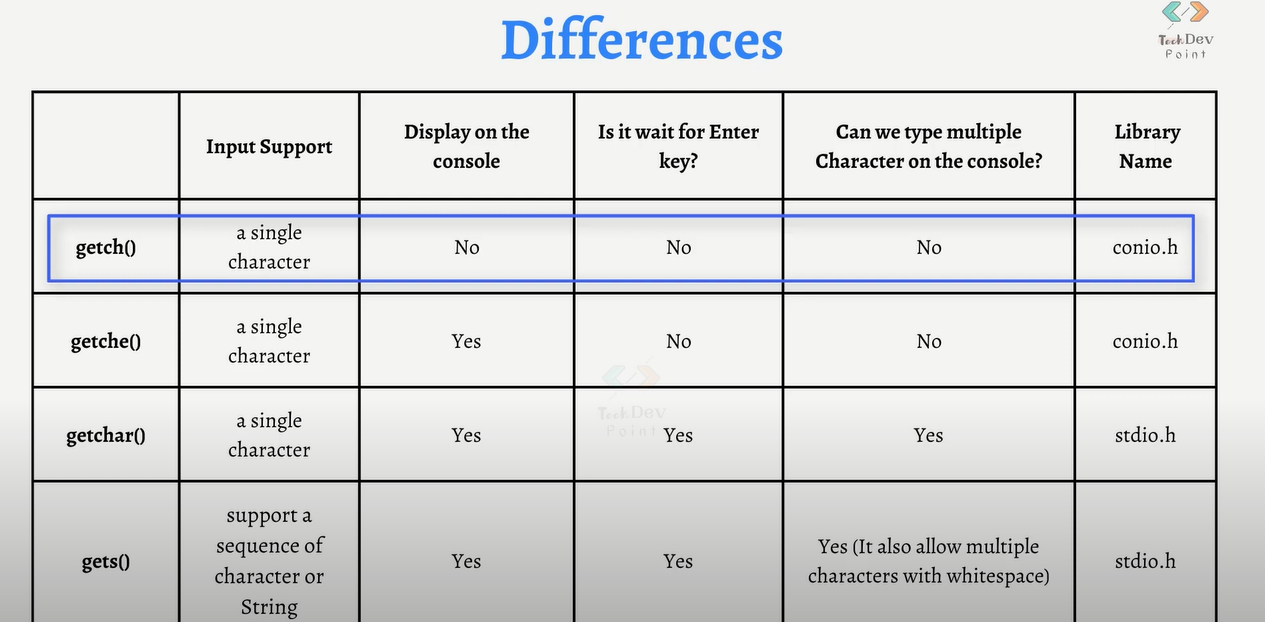 Differences
TechDev
Point
Input Support
Display on the
console
Is it wait for Enter
key?
Can we type multiple
Character on the console?
Library
Name
getch()
a single
character
No
No
No
conio.h
getche()
a single
character
Yes
No
No
conio.h
TechDev
Point
getchar()
a single
character
Yes
Yes
Yes
stdio.h
gets()
support a
sequence of
character or
String
Yes
Yes
Yes (It also allow multiple
characters with whitespace)
stdio.h